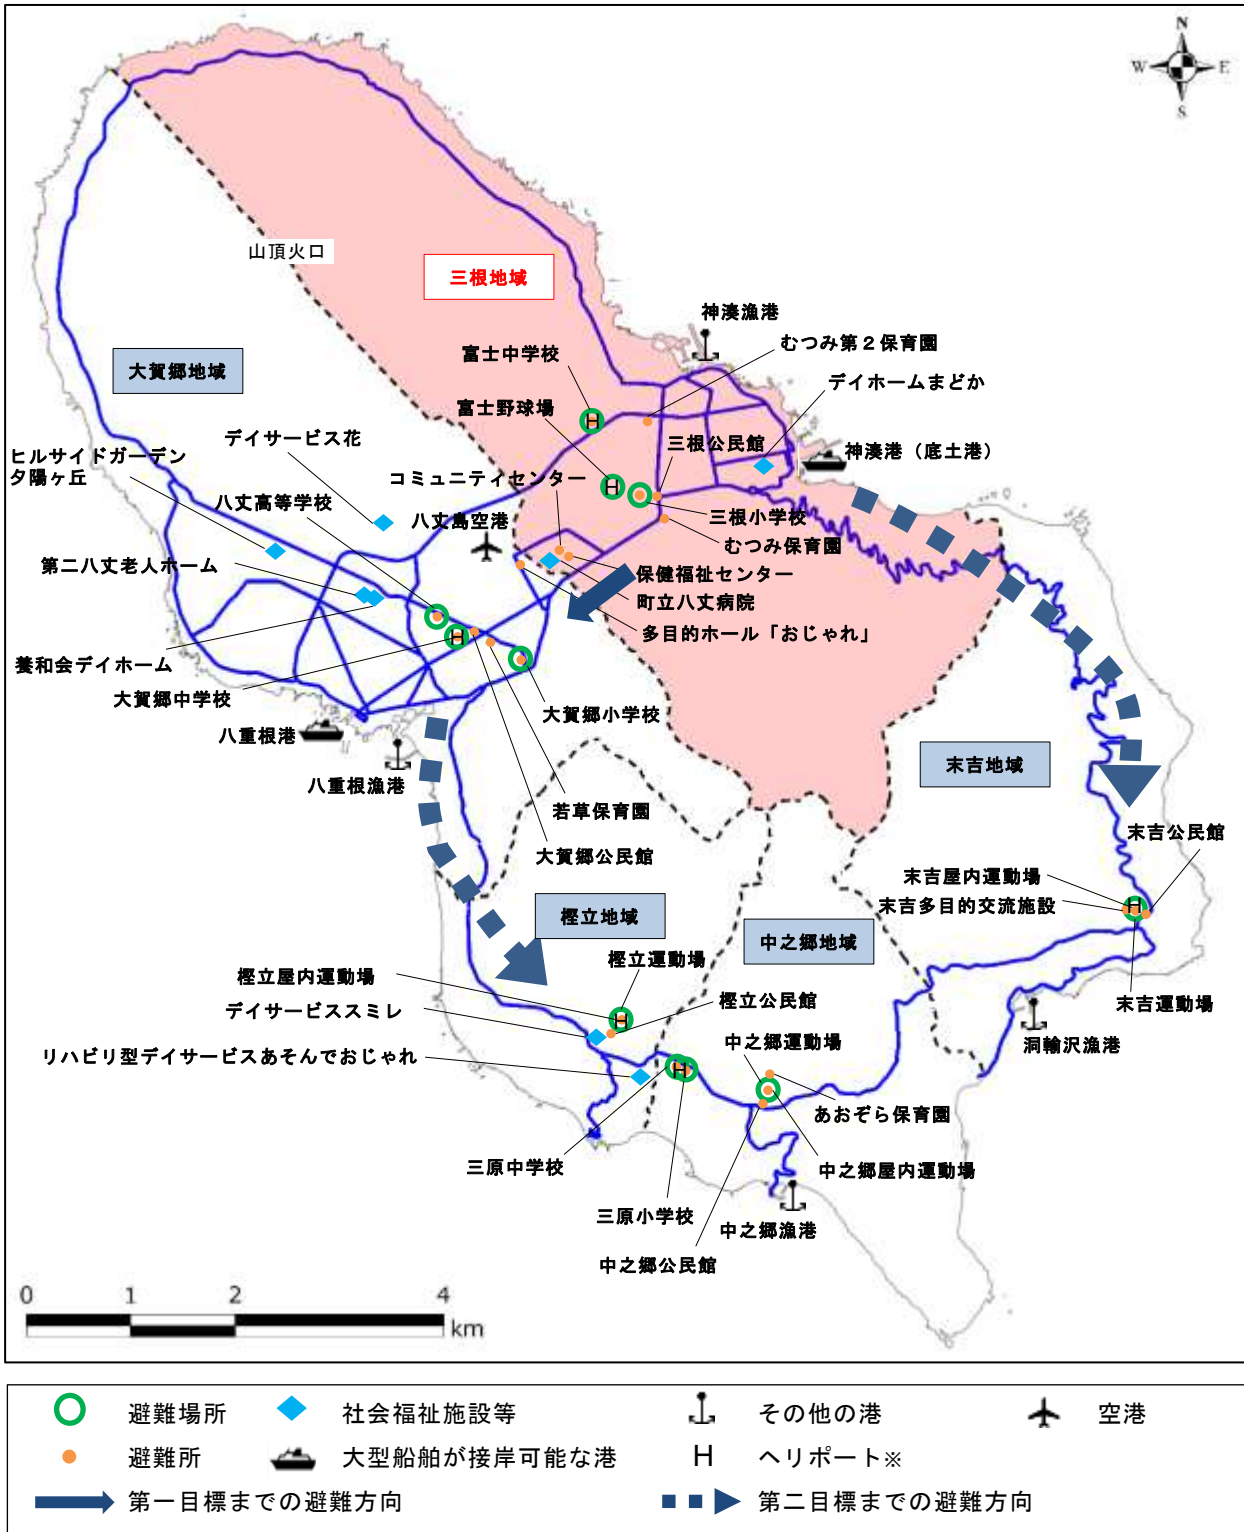 N
W
E
S
山頂火口
三根地域
神湊漁港
富士中学校
むつみ第２保育園
大賀郷地域
デイホームまどか
富士野球場
デイサービス花
三根公民館
神湊港（底土港）
ヒルサイドガーデン
夕陽ヶ丘
コミュニティセンター
八丈高等学校
八丈島空港
三根小学校
むつみ保育園
第二八丈老人ホーム
保健福祉センター
町立八丈病院
多目的ホール「おじゃれ」
養和会デイホーム
大賀郷中学校
大賀郷小学校
八重根港
末吉地域
八重根漁港
若草保育園
末吉公民館
大賀郷公民館
末吉屋内運動場
末吉多目的交流施設
樫立地域
中之郷地域
樫立運動場
樫立屋内運動場
樫立公民館
末吉運動場
デイサービススミレ
中之郷運動場
洞輪沢漁港
リハビリ型デイサービスあそんでおじゃれ
あおぞら保育園
三原中学校
中之郷屋内運動場
三原小学校
中之郷漁港
中之郷公民館
0 1 2 4
km
H
H
H
H
H
H
避難場所 社会福祉施設等 その他の港 空港
避難所 大型船舶が接岸可能な港 H ヘリポート※
第一目標までの避難方向 第二目標までの避難方向